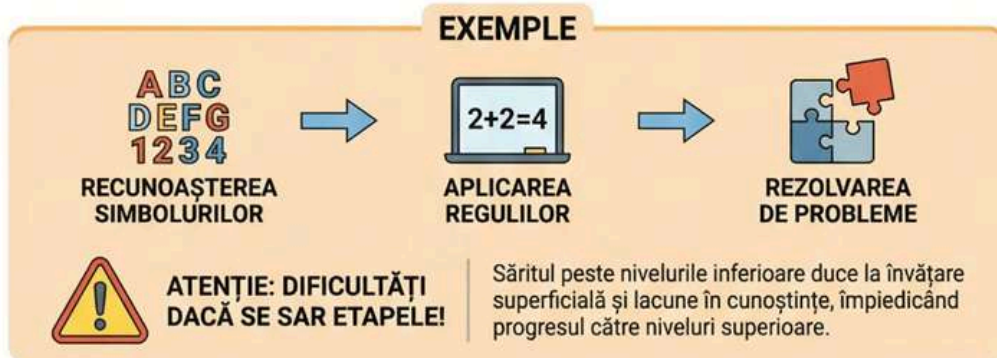 EXEMPLE
ABC
DEFG
1234
2+2=4
RECUNOAȘTEREA
SIMBOLURILOR
APLICAREA
REGULILOR
REZOLVAREA
DE PROBLEME
ATENȚIE: DIFICULTĂȚI
DACĂ SE SAR ETAPELE!
Săritul peste nivelurile inferioare duce la învățare
superficială și lacune în cunoștințe, împiedicând
progresul către niveluri superioare.